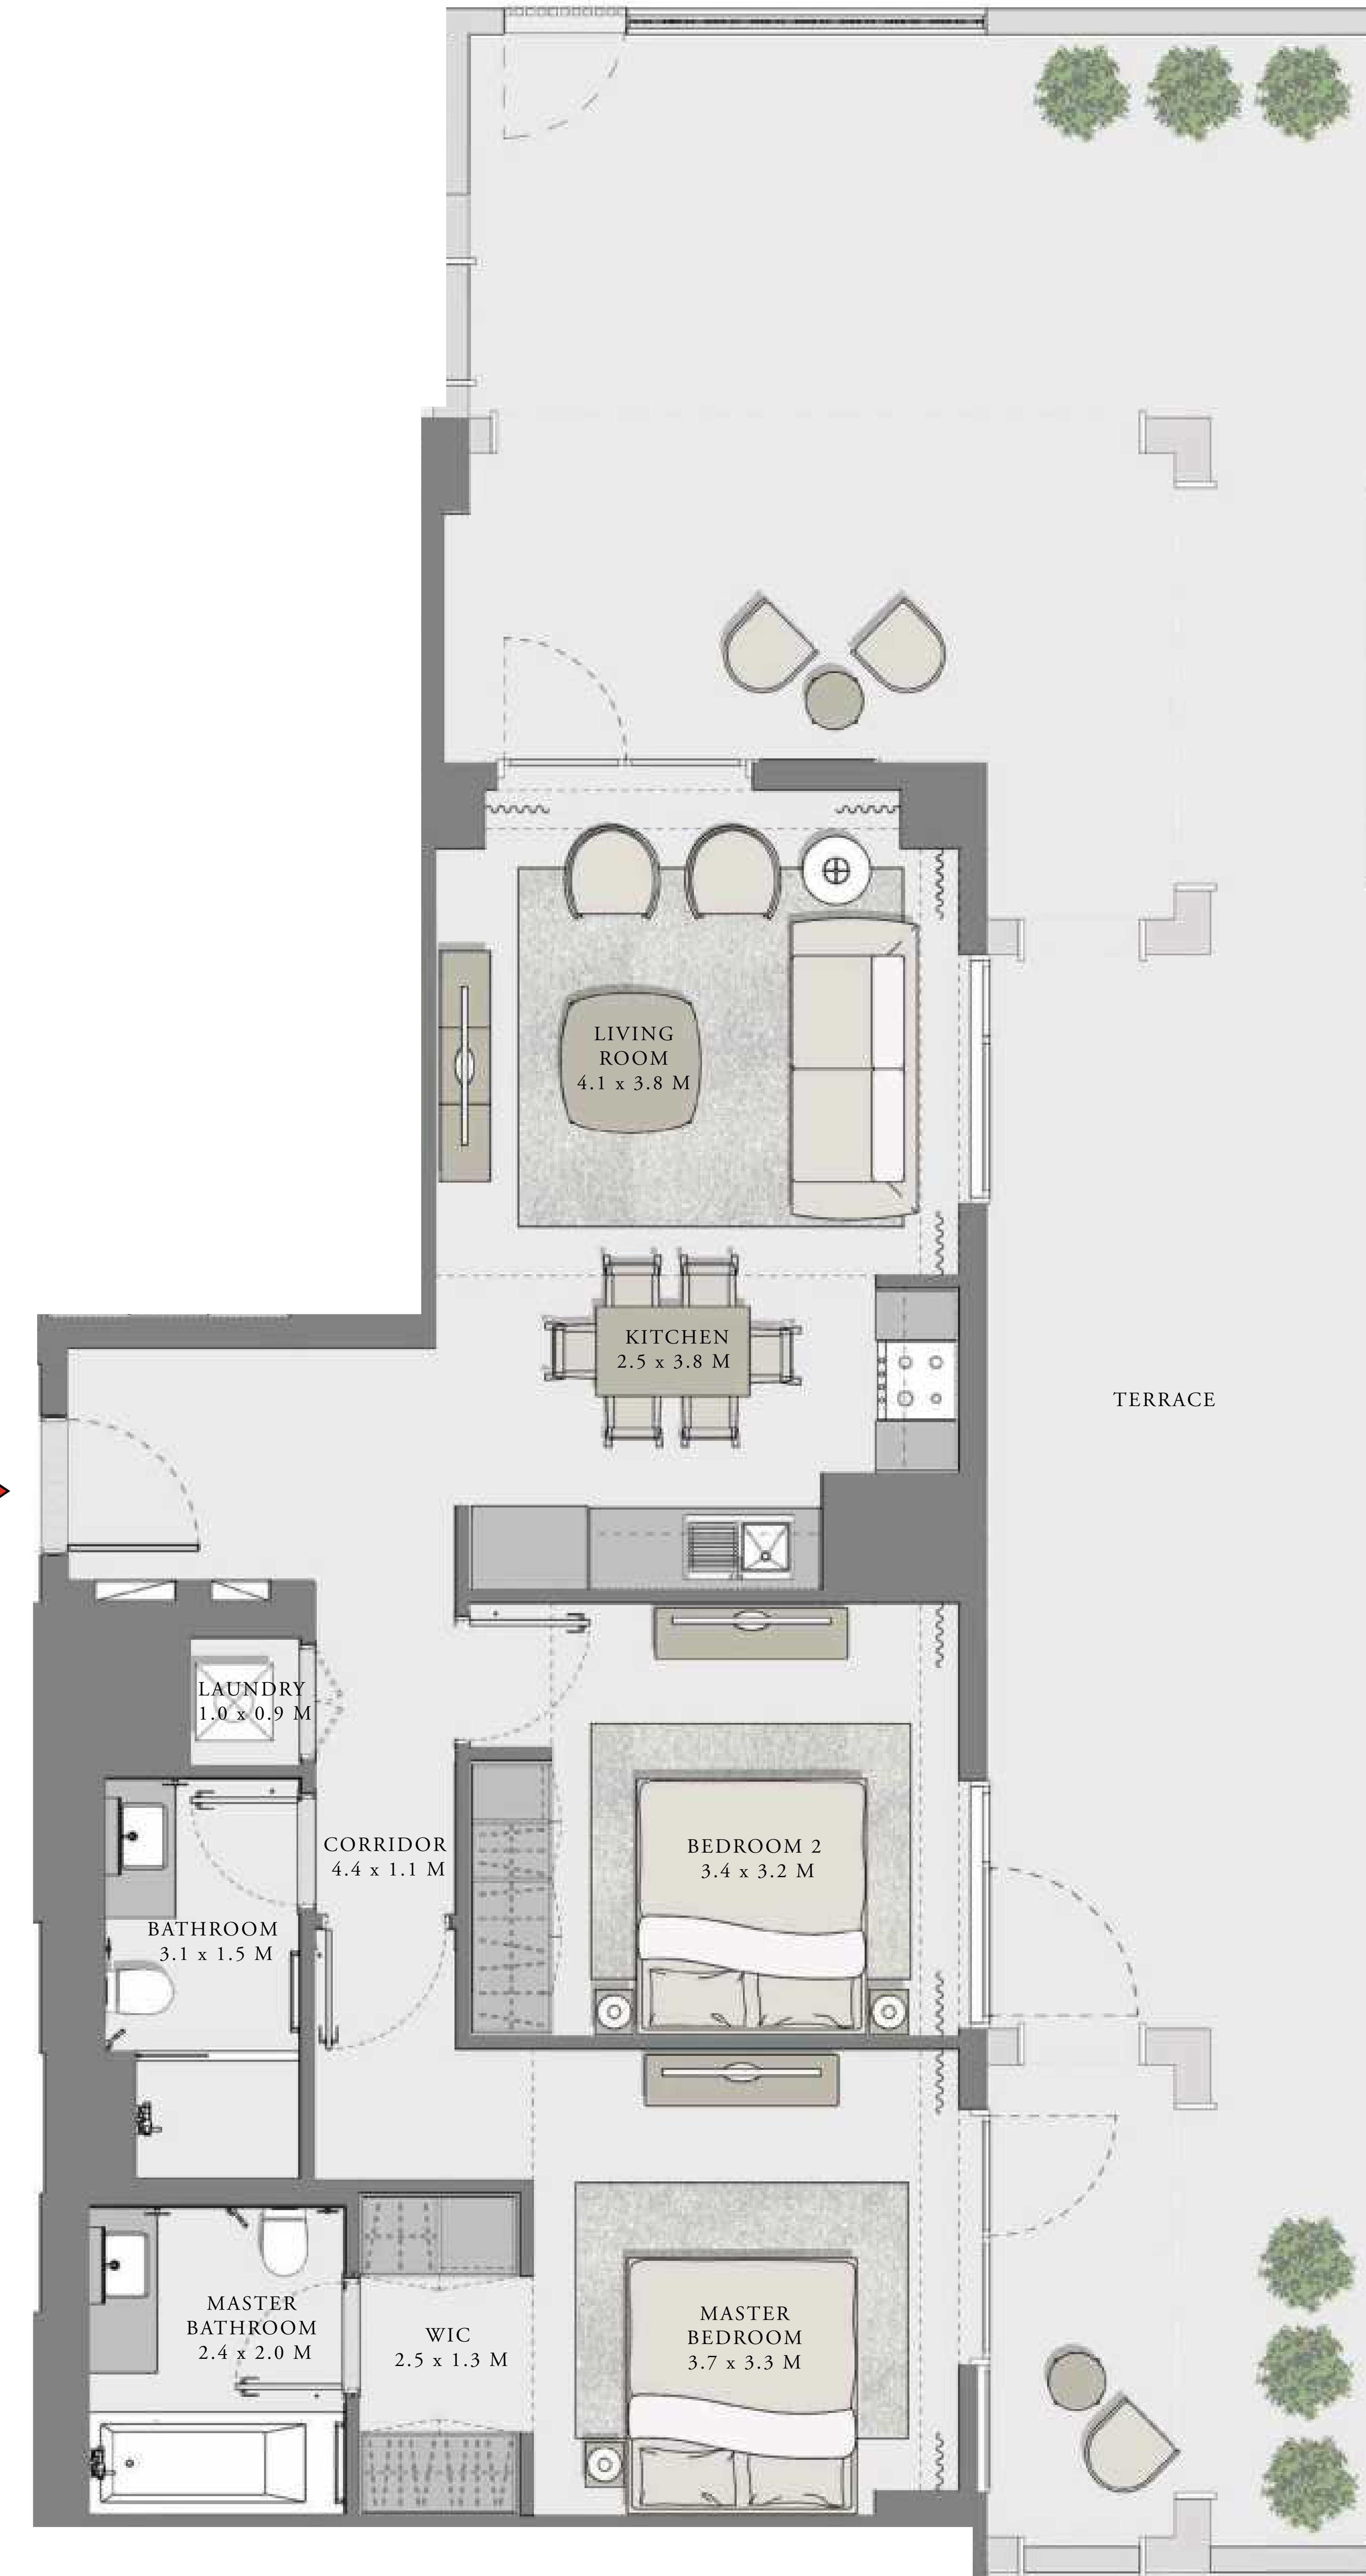 LIVING
ROOM
4.1 x 3.8 M
KITCHEN
2.5 x 3.8 M
TERRACE
LAUNDRY
1.0 x 0.9 M
CORRIDOR
4.4 x 1.1 M
BEDROOM 2
3.4 x 3.2 M
BATHROOM
3.1 x 1.5 M
MASTER
BATHROOM
2.4 x 2.0 M
WIC
2.5 x 1.3 M
MASTER
BEDROOM
3.7 x 3.3 M